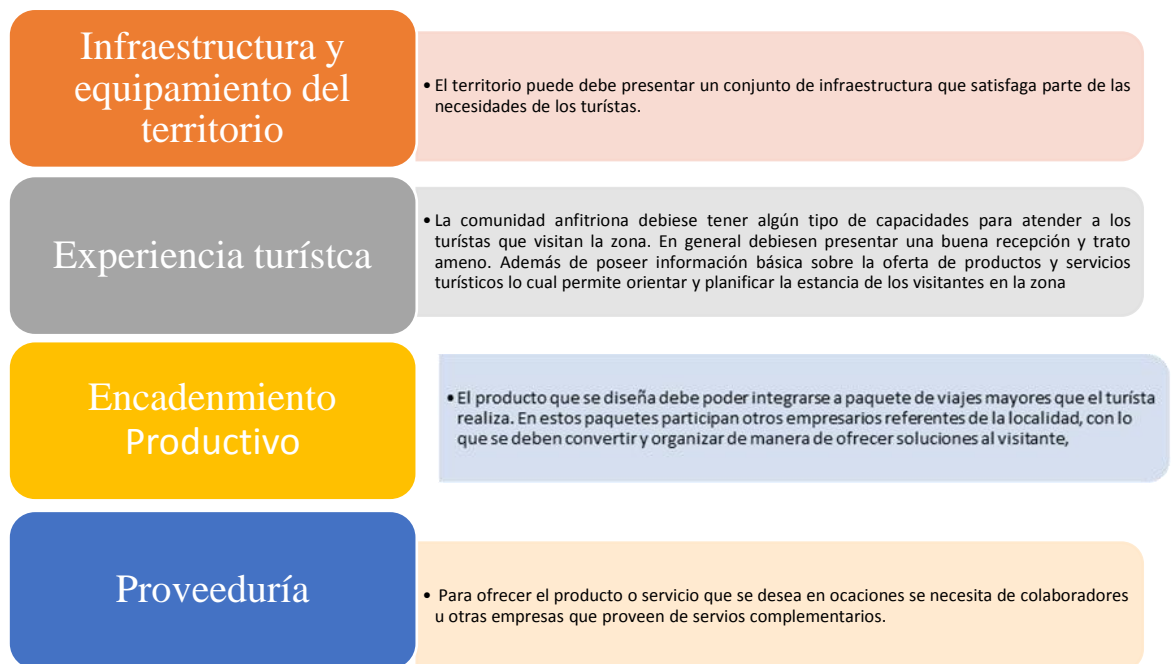 Infraestructura y
equipamiento del
territorio
• El territorio puede debe presentar un conjunto de infraestructura que satisfaga parte de las
necesidades de los turístas.
Experiencia turístca
• La comunidad anfitriona debiese tener algún tipo de capacidades para atender a los
turístas que visitan la zona. En general debiesen presentar una buena recepción y trato
ameno. Además de poseer información básica sobre la oferta de productos y servicios
turísticos lo cual permite orientar y planificar la estancia de los visitantes en la zona
Encadenmiento
Productivo
• El producto que se diseña debe poder integrarse a paquete de viajes mayores que el turísta
realiza. En estos paquetes participan otros empresarios referentes de la localidad, con lo
que se deben convertir y organizar de manera de ofrecer soluciones al visitante,
Proveeduría
• Para ofrecer el producto o servicio que se desea en ocaciones se necesita de colaboradores
u otras empresas que proveen de servios complementarios.